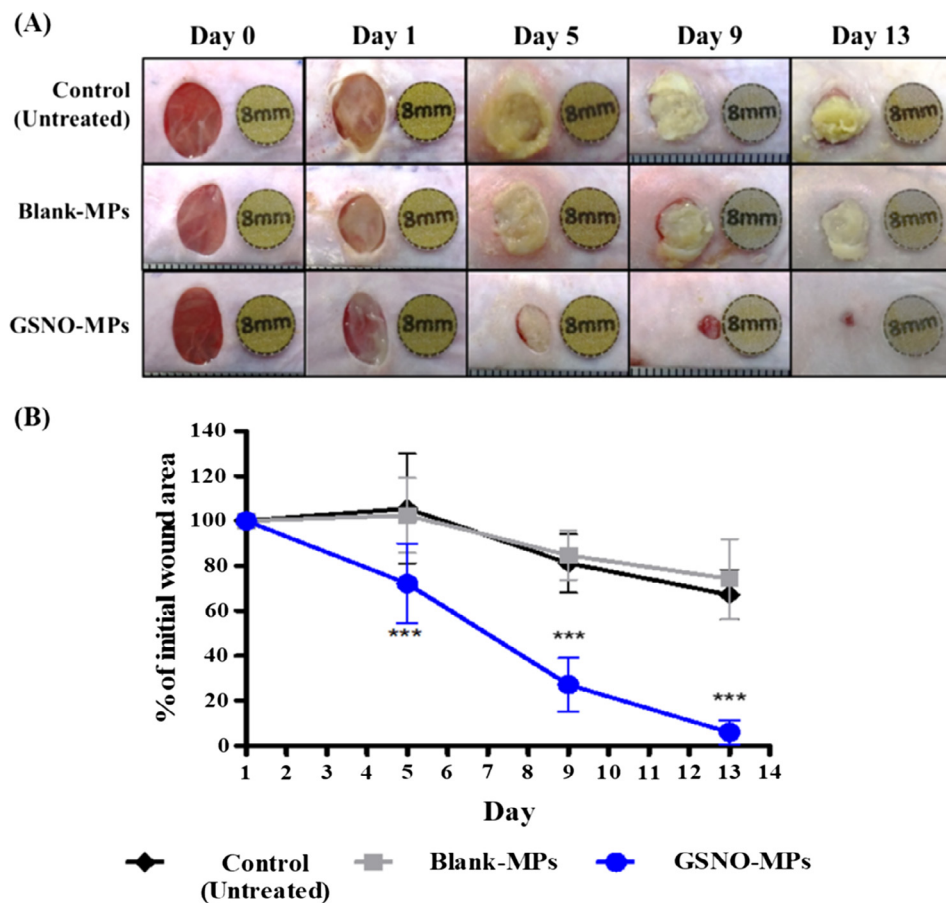 (A)
Day 0 Day 1 Day 5 Day 9 Day 13
Control
(Untreated)
8mm 8mm 8mm 8mm 8mm
Blank-MPs
8mm 8mm 8mm 8mm 8mm
GSNO-MPs
8mm 8mm 8mm 8mm 8mm
(B)
% of initial wound area
140
120
100
80
60
40
20
0
*** *** ***
1 2 3 4 5 6 7 8 9 10 11 12 13 14
Day
Control
(Untreated)
Blank-MPs
GSNO-MPs